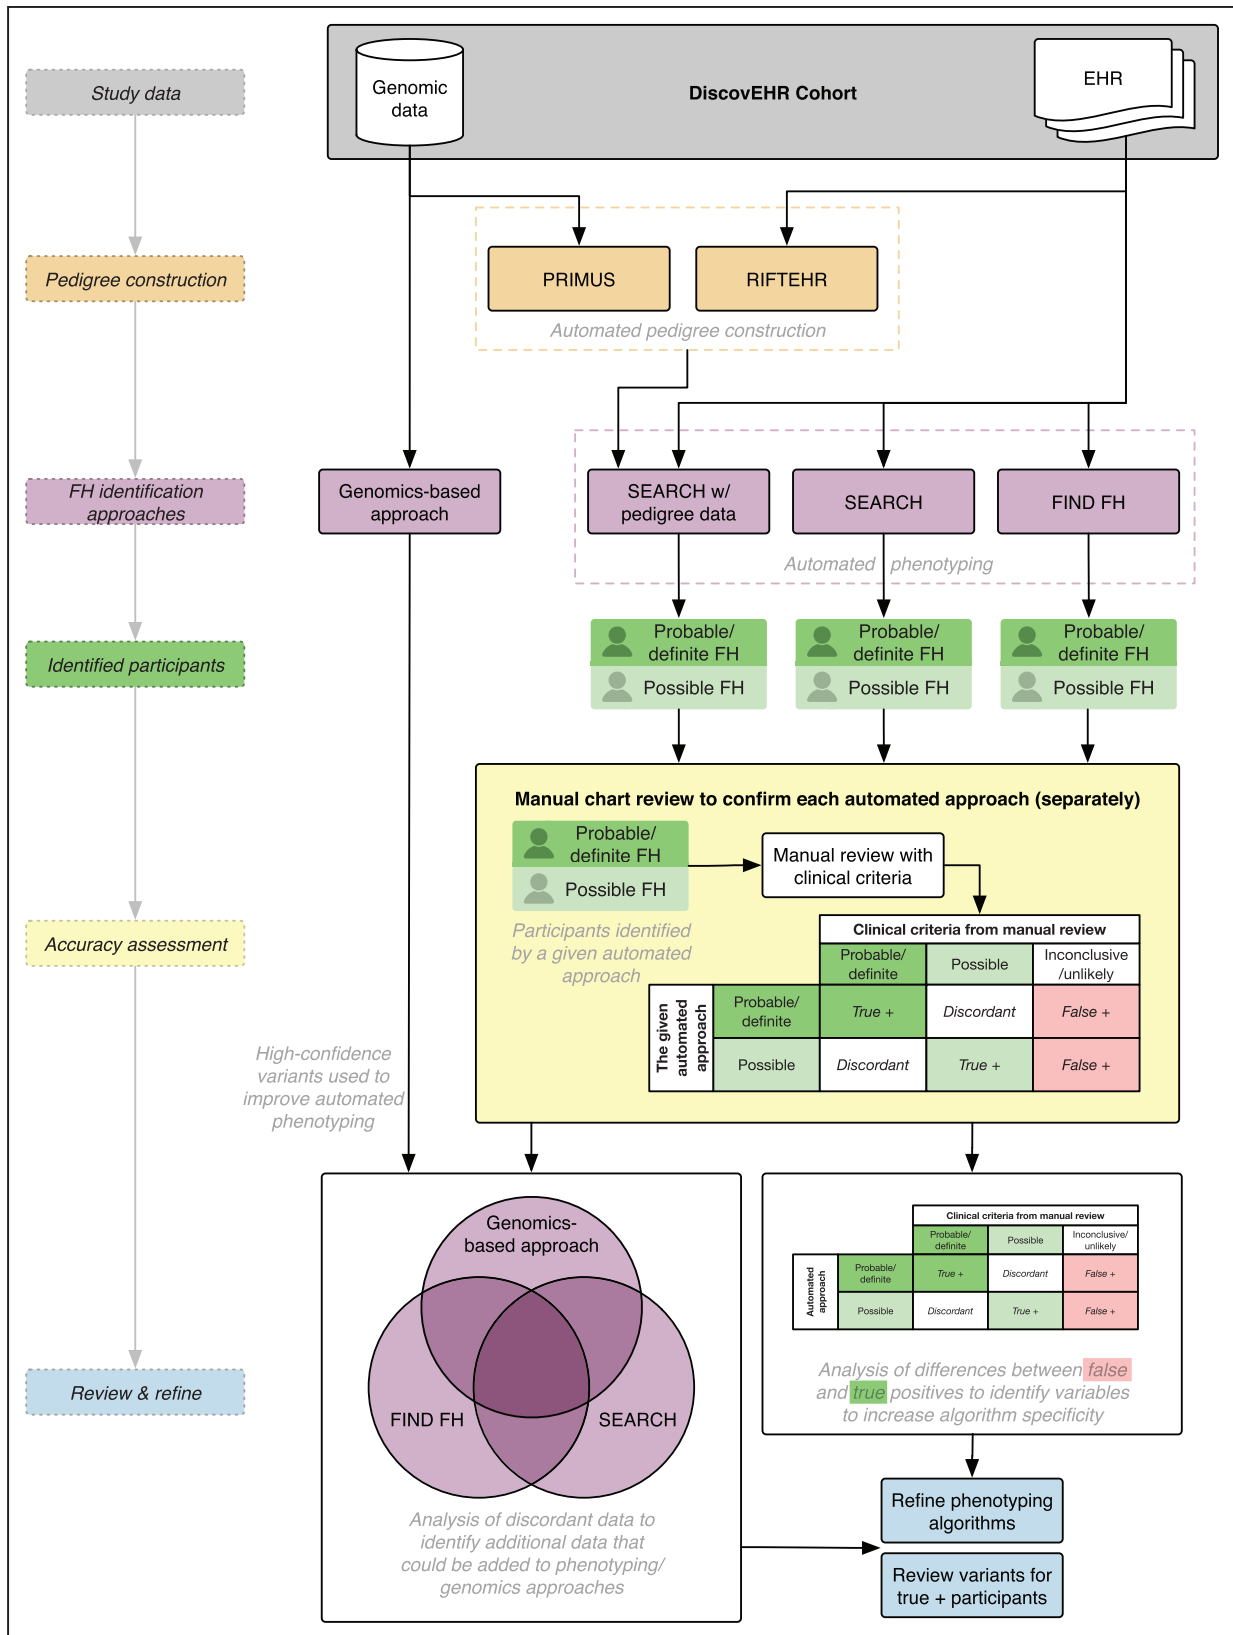 Study data
Genomic
data
DiscovEHR Cohort
EHR
Pedigree construction
PRIMUS
RIFTEHR
Automated pedigree construction
FH identification
approaches
Genomics-based
approach
SEARCH w/
pedigree data
SEARCH
FIND FH
Automated phenotyping
Identified participants
Probable/
definite FH
Possible FH
Probable/
definite FH
Possible FH
Probable/
definite FH
Possible FH
Accuracy assessment
Manual chart review to confirm each automated approach (separately)
Probable/
definite FH
Possible FH
Manual review with
clinical criteria
Participants identified
by a given automated
approach
Clinical criteria from manual review
Probable/
definite
Possible
Inconclusive
/unlikely
The given
automated
approach
Probable/
definite
True +
Discordant
False +
Possible
Discordant
True +
False +
High-confidence
variants used to
improve automated
phenotyping
Review & refine
Genomics-
based approach
FIND FH
SEARCH
Analysis of discordant data to
identify additional data that
could be added to phenotyping/
genomics approaches
Clinical criteria from manual review
Probable/
definite
Possible
Inconclusive/
unlikely
Automated
approach
Probable/
definite
True +
Discordant
False +
Possible
Discordant
True +
False +
Analysis of differences between false
and true positives to identify variables
to increase algorithm specificity
Refine phenotyping
algorithms
Review variants for
true + participants